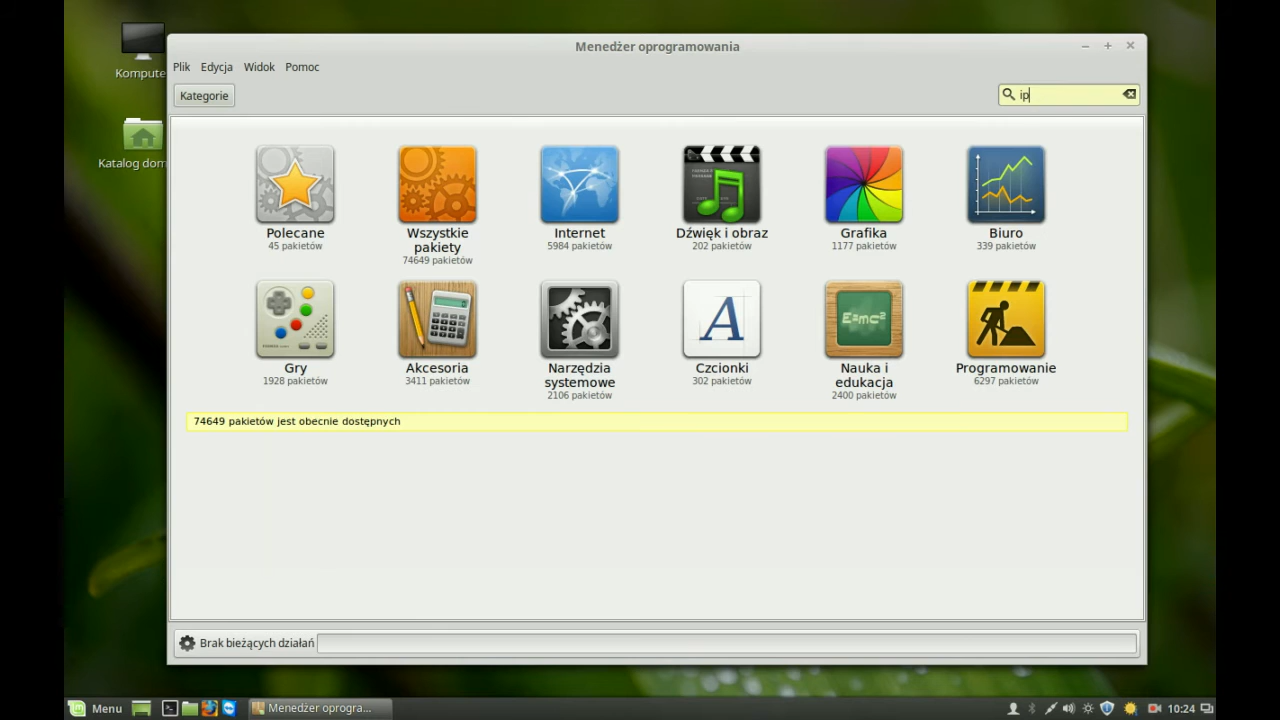 Komputer
Katalog dom
Menedżer oprogramowania
Plik Edycja Widok Pomoc
Kategorie
ip
Polecane
45 pakietów
Wszystkie
pakiety
74649 pakietów
Internet
5984 pakietów
Dźwięk i obraz
202 pakietów
Grafika
1177 pakietów
Biuro
339 pakietów
Gry
1928 pakietów
Akcesoria
3411 pakietów
Narzędzia
systemowe
2106 pakietów
A
Czcionki
302 pakietów
E=mc²
Nauka i
edukacja
2400 pakietów
Programowanie
6297 pakietów
74649 pakietów jest obecnie dostępnych
Brak bieżących działań
Menu
Menedżer oprogra...
10:24